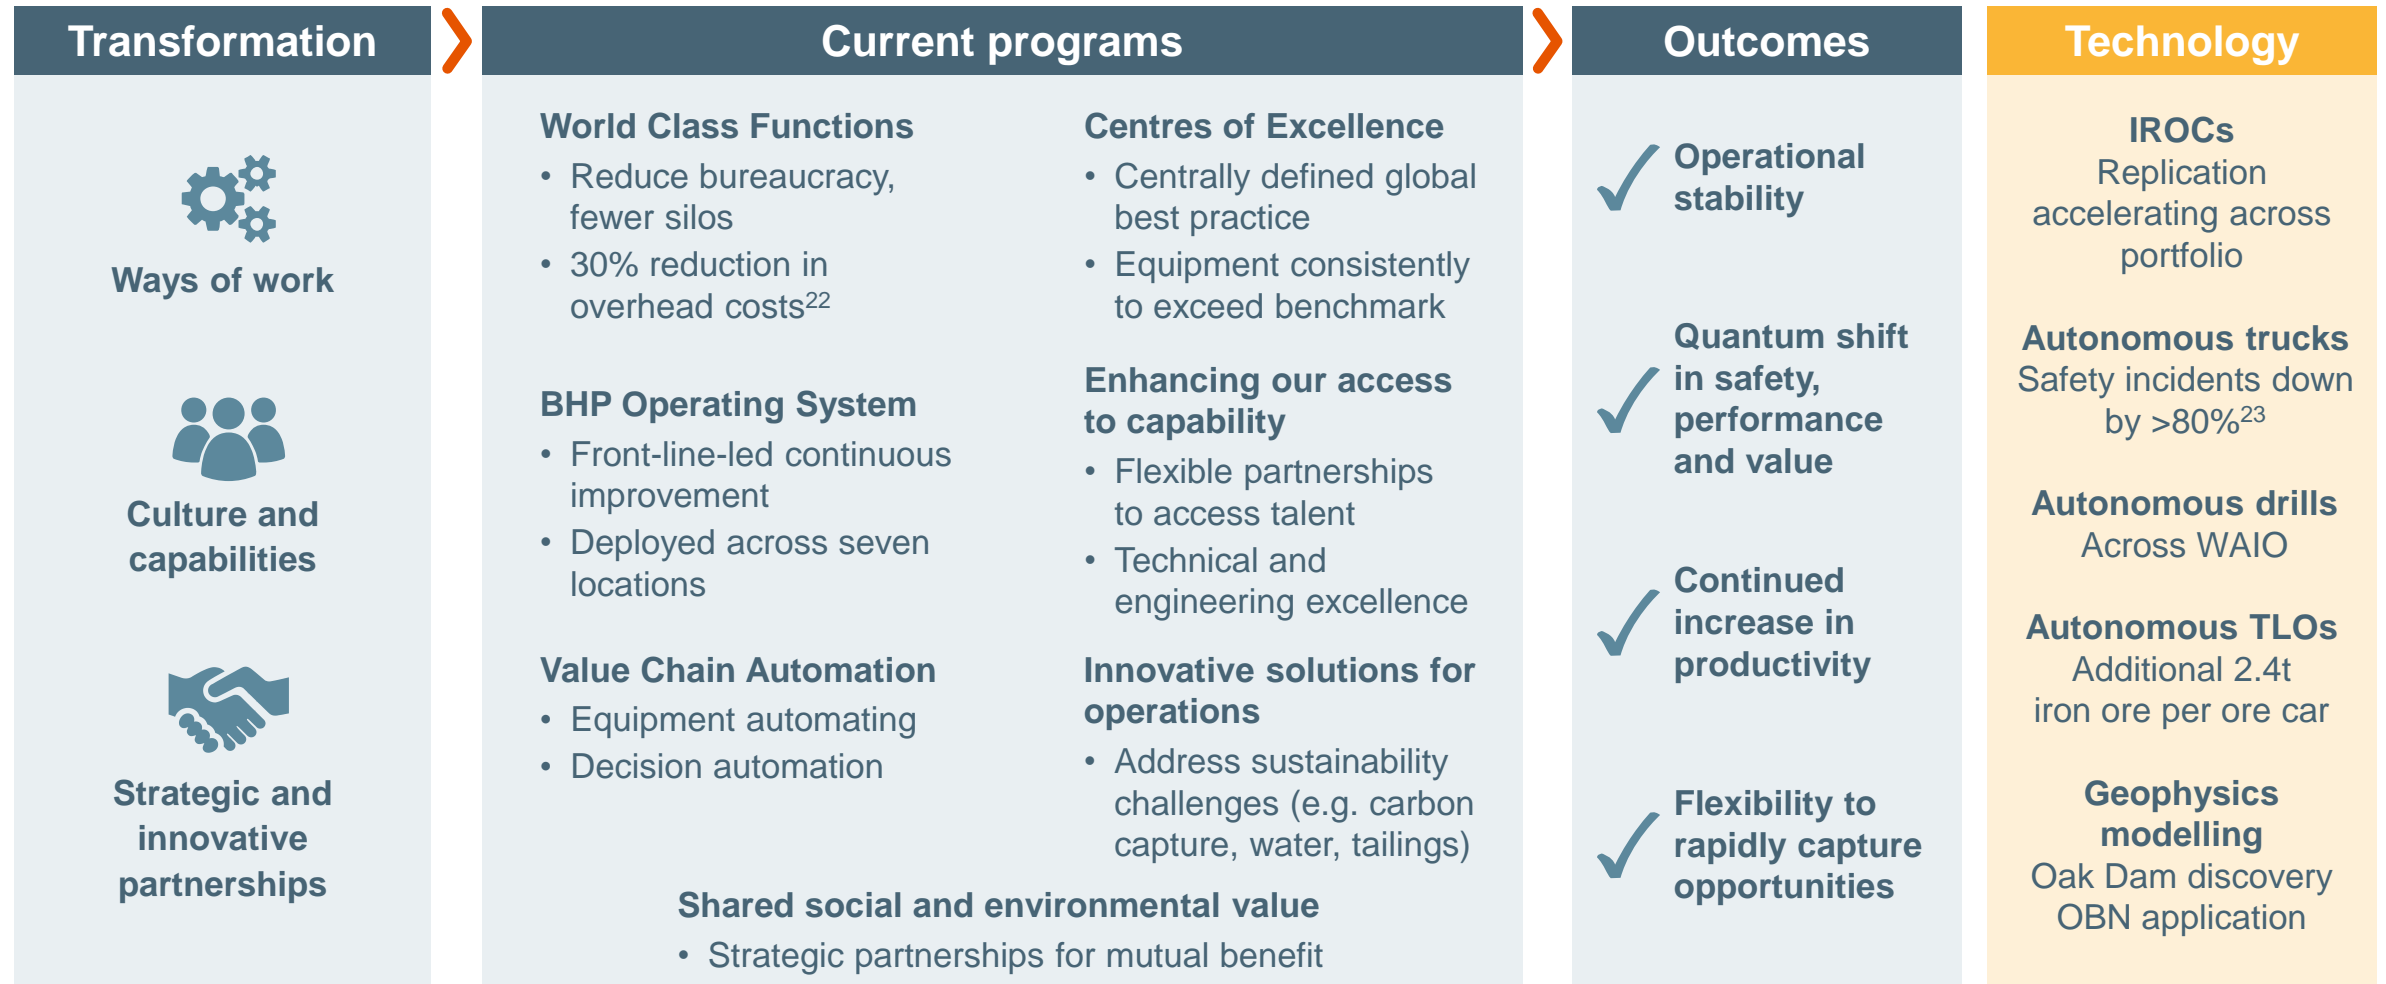 Transformation
Ways of work
Culture and
capabilities
Strategic and
innovative
partnerships
Current programs
World Class Functions
• Reduce bureaucracy,
fewer silos
• 30% reduction in
overhead costs22
BHP Operating System
• Front-line-led continuous
improvement
• Deployed across seven
locations
Value Chain Automation
• Equipment automating
• Decision automation
Centres of Excellence
• Centrally defined global
best practice
• Equipment consistently
to exceed benchmark
Enhancing our access
to capability
• Flexible partnerships
to access talent
• Technical and
engineering excellence
Innovative solutions for
operations
• Address sustainability
challenges (e.g. carbon
capture, water, tailings)
Shared social and environmental value
• Strategic partnerships for mutual benefit
Outcomes
Operational
stability
Quantum shift
in safety,
performance
and value
Continued
increase in
productivity
Flexibility to
rapidly capture
opportunities
Technology
IROCs
Replication
accelerating across
portfolio
Autonomous trucks
Safety incidents down
by >80%23
Autonomous drills
Across WAIO
Autonomous TLOs
Additional 2.4t
iron ore per ore car
Geophysics
modelling
Oak Dam discovery
OBN application